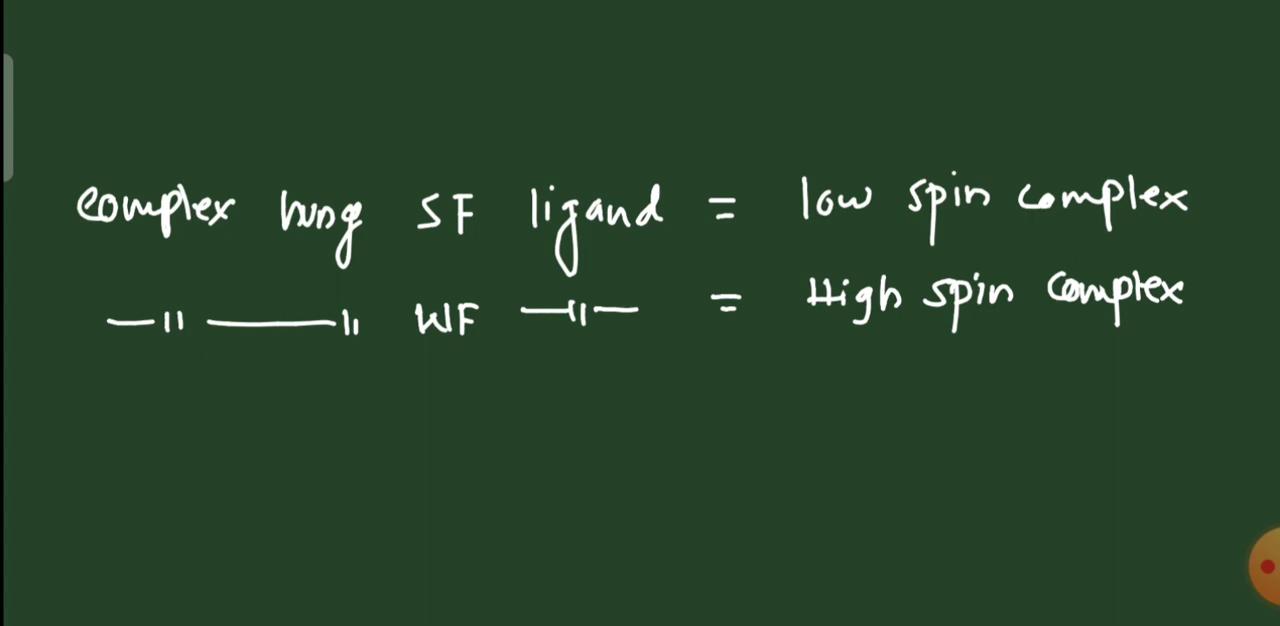 complex hvng SF ligand = low spin complex
—〃 ——〃 WF —〃— = High spin complex